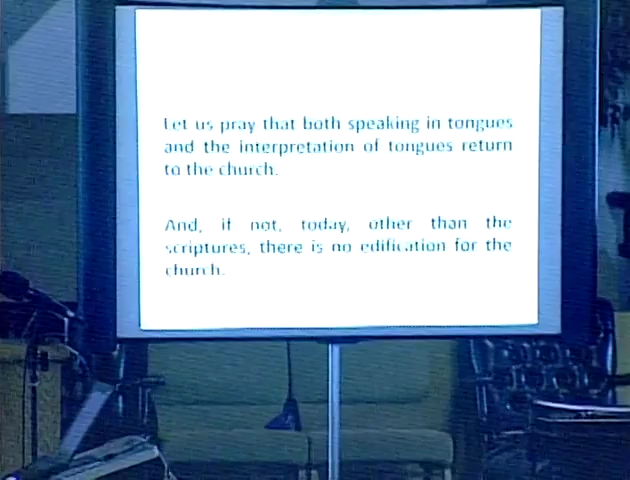 Let us pray that both speaking in tongues
and the interpretation of tongues return
to the church.
And, if not, today, other than the
scriptures, there is no edification for the
church.